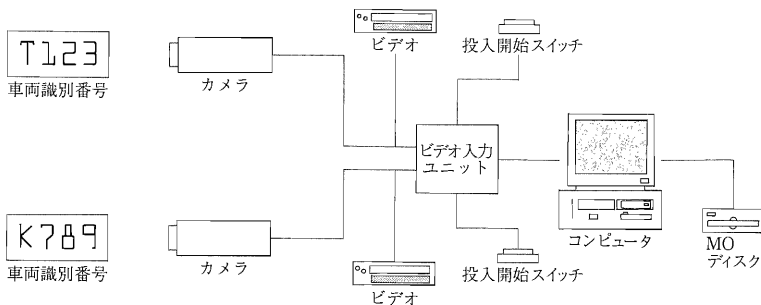 T123
車両識別番号
カメラ
ビデオ
投入開始スイッチ
ビデオ入力
ユニット
コンピュータ
MO
ディスク
K789
車両識別番号
カメラ
ビデオ
投入開始スイッチ